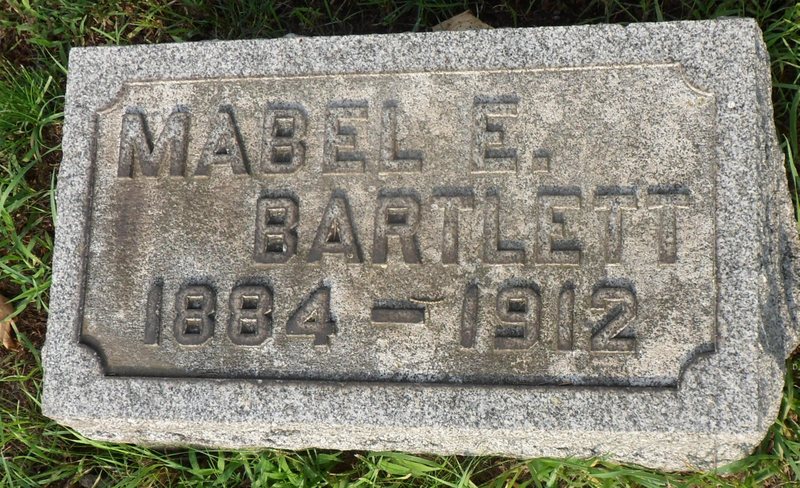 MABEL E.
BARTLETT
1884 - 1912